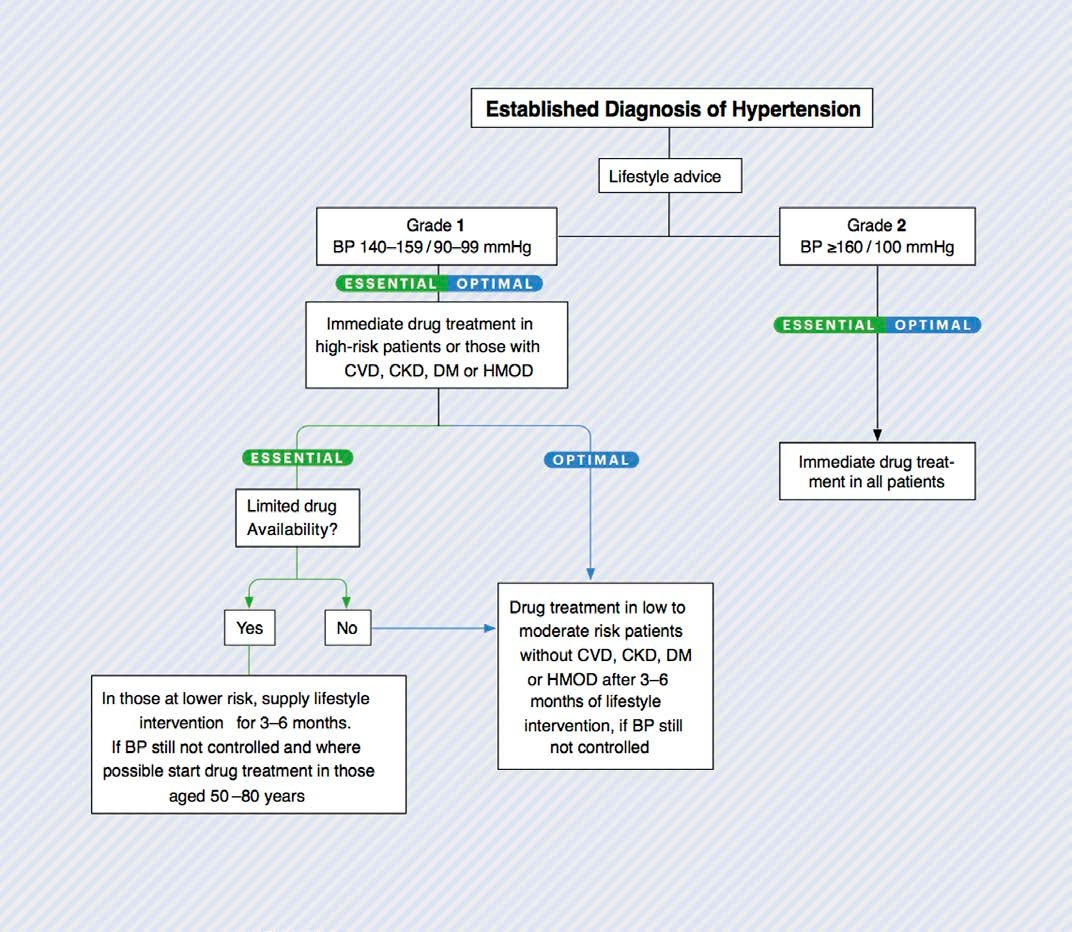 Established Diagnosis of Hypertension
Lifestyle advice
Grade 1
BP 140–159 / 90–99 mmHg
Grade 2
BP ≥160 / 100 mmHg
ESSENTIAL OPTIMAL
Immediate drug treatment in
high-risk patients or those with
CVD, CKD, DM or HMOD
ESSENTIAL OPTIMAL
Immediate drug treat-
ment in all patients
ESSENTIAL
OPTIMAL
Limited drug
Availability?
Yes
No
In those at lower risk, supply lifestyle
intervention for 3–6 months.
If BP still not controlled and where
possible start drug treatment in those
aged 50–80 years
Drug treatment in low to
moderate risk patients
without CVD, CKD, DM
or HMOD after 3–6
months of lifestyle
intervention, if BP still
not controlled